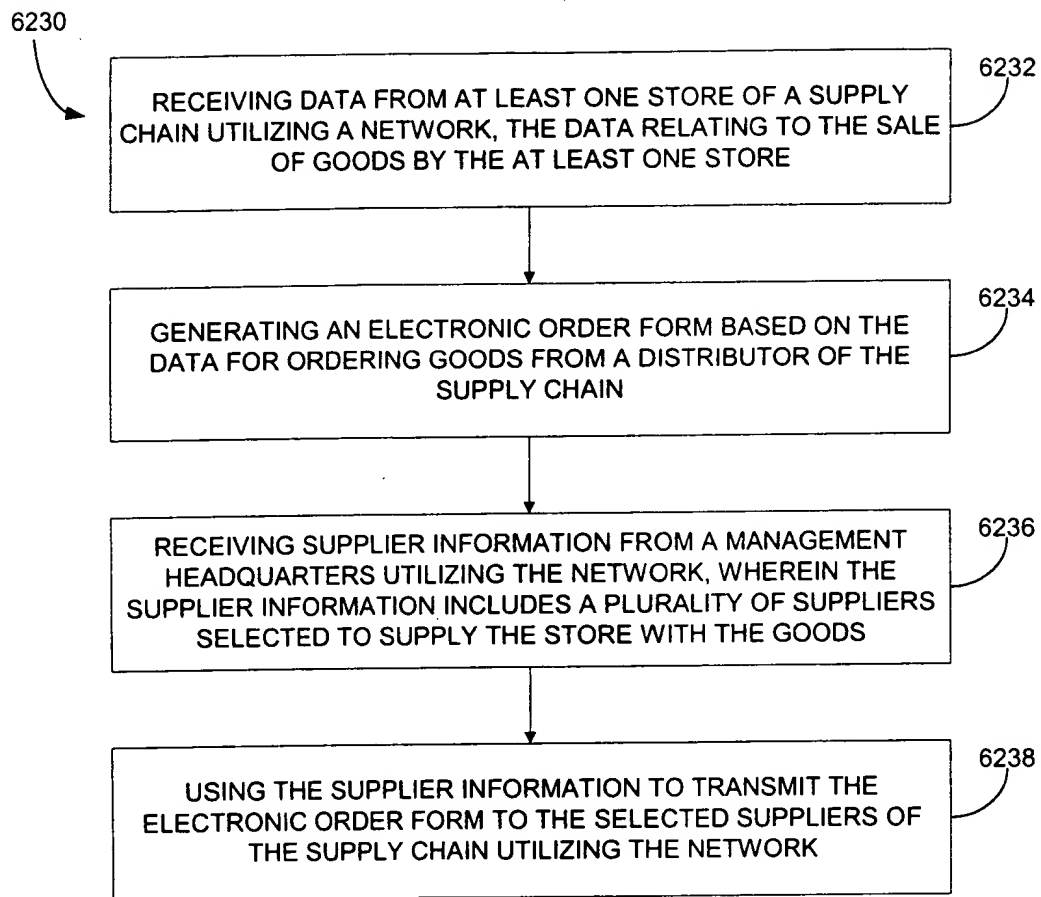 6230
6232
RECEIVING DATA FROM AT LEAST ONE STORE OF A SUPPLY
CHAIN UTILIZING A NETWORK, THE DATA RELATING TO THE SALE
OF GOODS BY THE AT LEAST ONE STORE
6234
GENERATING AN ELECTRONIC ORDER FORM BASED ON THE
DATA FOR ORDERING GOODS FROM A DISTRIBUTOR OF THE
SUPPLY CHAIN
6236
RECEIVING SUPPLIER INFORMATION FROM A MANAGEMENT
HEADQUARTERS UTILIZING THE NETWORK, WHEREIN THE
SUPPLIER INFORMATION INCLUDES A PLURALITY OF SUPPLIERS
SELECTED TO SUPPLY THE STORE WITH THE GOODS
6238
USING THE SUPPLIER INFORMATION TO TRANSMIT THE
ELECTRONIC ORDER FORM TO THE SELECTED SUPPLIERS OF
THE SUPPLY CHAIN UTILIZING THE NETWORK